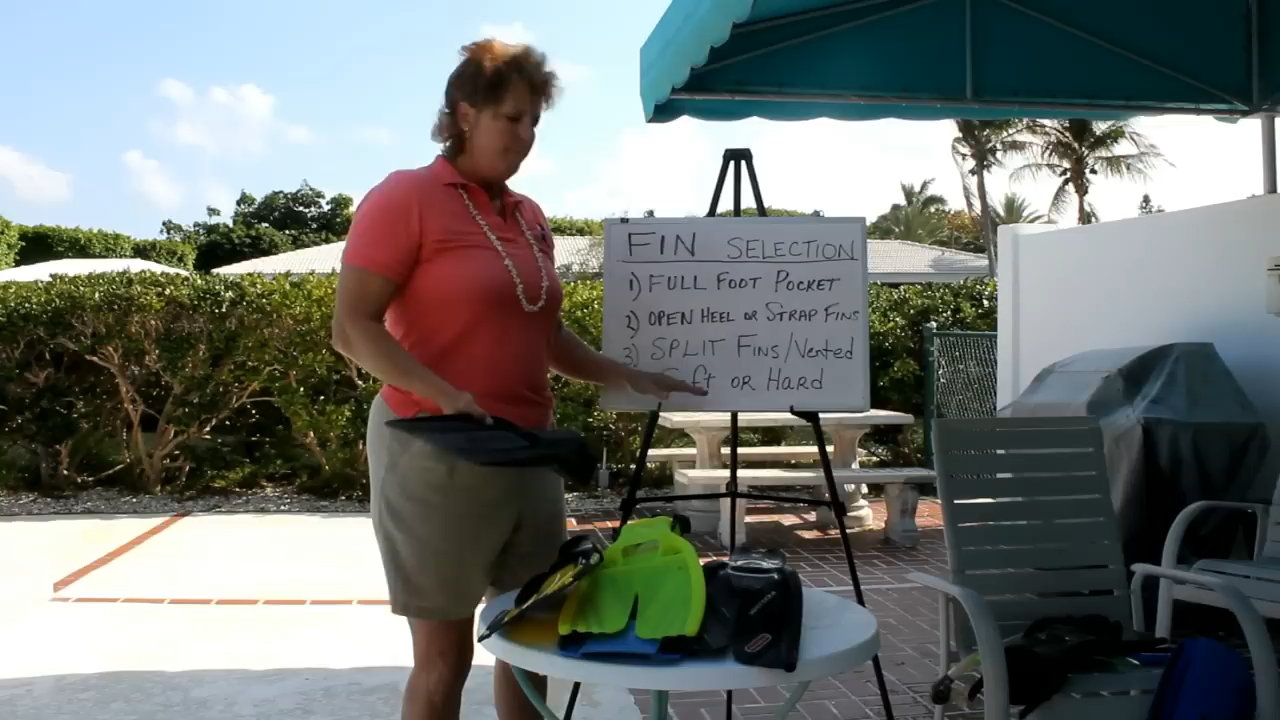 FIN SELECTION
1) FULL FOOT POCKET
2) OPEN HEEL OR STRAP FINS
3) SPLIT FINS/Vented
or Hard